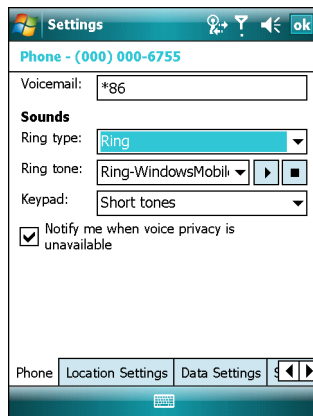 Settings
ok
Phone - (000) 000-6755
Voicemail: *86
Sounds
Ring type: Ring
Ring tone: Ring-WindowsMobil
Keypad: Short tones
Notify me when voice privacy is
unavailable
Phone Location Settings Data Settings